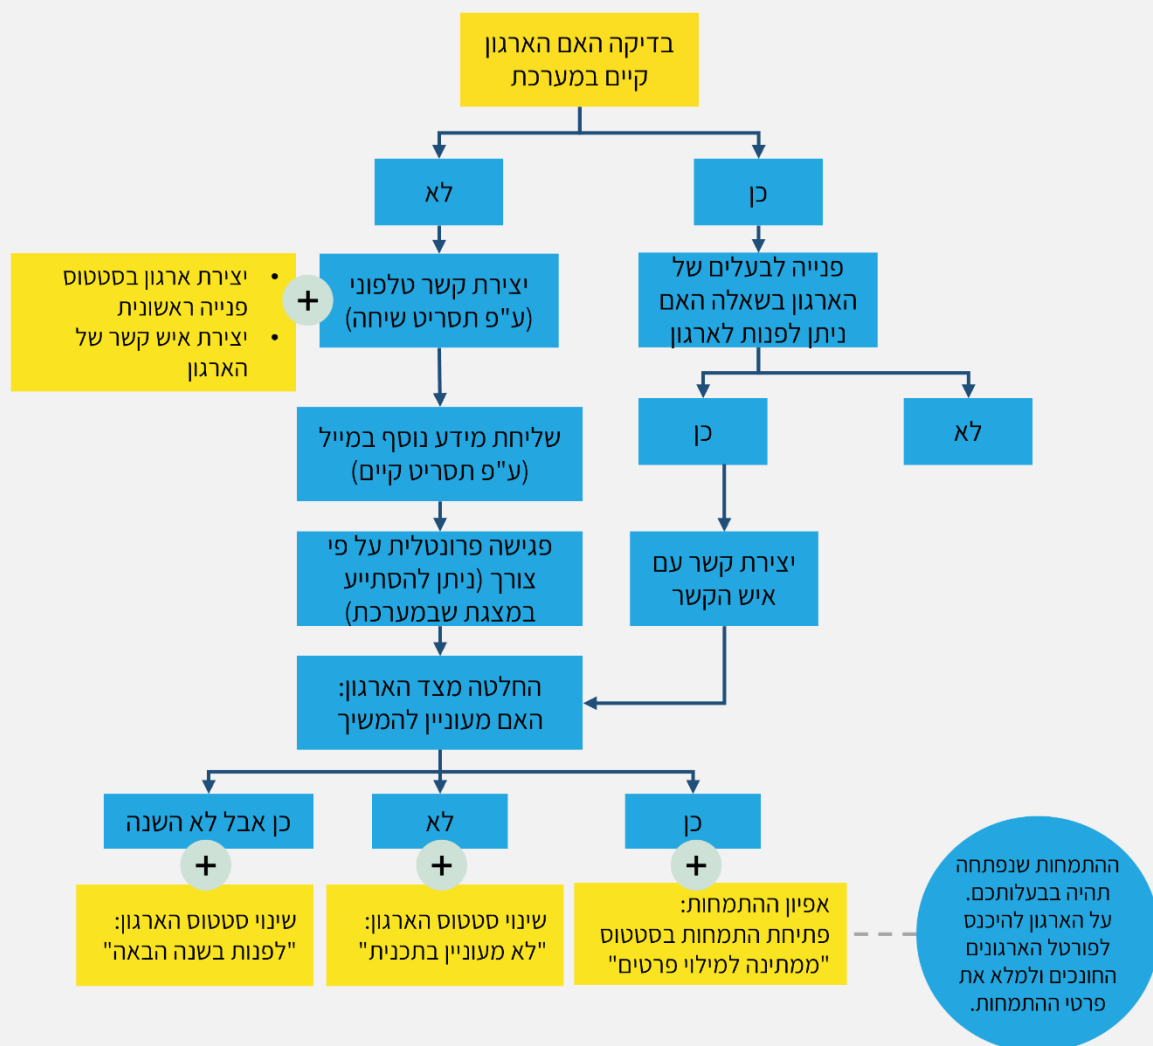 בדיקה האם הארגון
קיים במערכת
כן
לא
פנייה לבעלים של
הארגון בשאלה האם
ניתן לפנות לארגון
יצירת קשר טלפוני
(ע"פ תסריט שיחה)
+
• יצירת ארגון בסטטוס
פנייה ראשונית
• יצירת איש קשר של
הארגון
לא
כן
שליחת מידע נוסף במייל
(ע"פ תסריט קיים)
יצירת קשר עם
איש הקשר
פגישה פרונטלית על פי
צורך (ניתן להסתייע
במצגת שבמערכת)
החלטה מצד הארגון:
האם מעוניין להמשיך
כן
לא
כן אבל לא השנה
+
+
+
אפיון ההתמחות:
פתיחת התמחות בסטטוס
"ממתינה למילוי פרטים"
שינוי סטטוס הארגון:
"לא מעוניין בתכנית"
שינוי סטטוס הארגון:
"לפנות בשנה הבאה"
ההתמחות שנפתחה
תהיה בבעלותכם.
על הארגון להיכנס
לפורטל הארגונים
החונכים ולמלא את
פרטי ההתמחות.